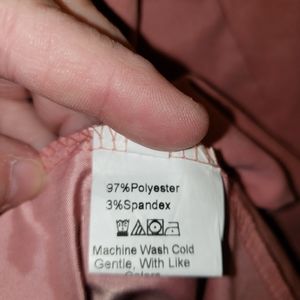 97%Polyester
3%Spandex
Machine Wash Cold
Gentle, With Like